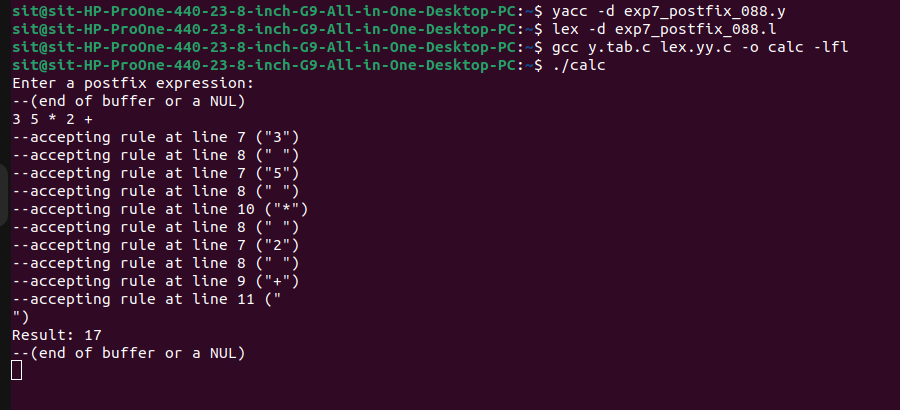 sit@sit-HP-ProOne-440-23-8-inch-G9-All-in-One-Desktop-PC:~$ yacc -d exp7_postfix_088.y
sit@sit-HP-ProOne-440-23-8-inch-G9-All-in-One-Desktop-PC:~$ lex -d exp7_postfix_088.l
sit@sit-HP-ProOne-440-23-8-inch-G9-All-in-One-Desktop-PC:~$ gcc y.tab.c lex.yy.c -o calc -lfl
sit@sit-HP-ProOne-440-23-8-inch-G9-All-in-One-Desktop-PC:~$ ./calc
Enter a postfix expression:
--(end of buffer or a NUL)
3 5 * 2 +
--accepting rule at line 7 ("3")
--accepting rule at line 8 (" ")
--accepting rule at line 7 ("5")
--accepting rule at line 8 (" ")
--accepting rule at line 10 ("*")
--accepting rule at line 8 (" ")
--accepting rule at line 7 ("2")
--accepting rule at line 8 (" ")
--accepting rule at line 9 ("+")
--accepting rule at line 11 ("
")
Result: 17
--(end of buffer or a NUL)